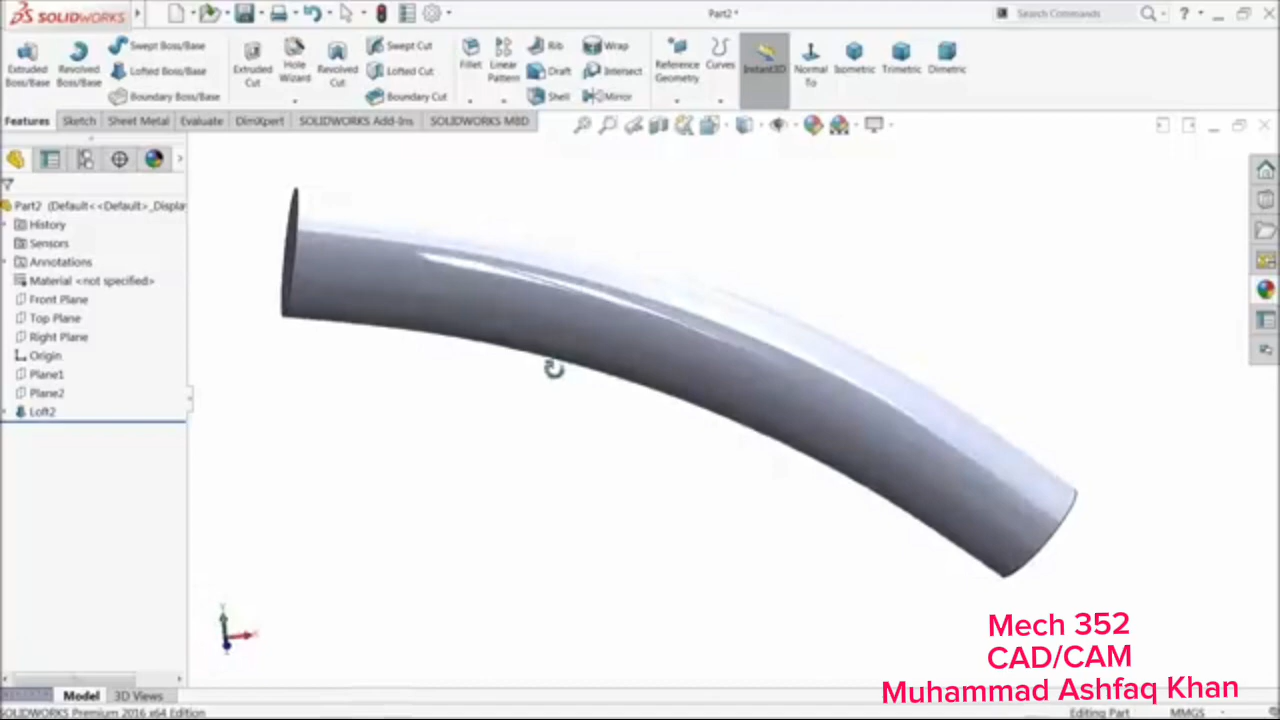 SOLIDWORKS
Part2 *
Search Commands
Extruded Boss/Base
Revolved Boss/Base
Swept Boss/Base
Lofted Boss/Base
Boundary Boss/Base
Extruded Cut
Hole Wizard
Revolved Cut
Swept Cut
Lofted Cut
Boundary Cut
Fillet
Linear Pattern
Rib
Draft
Shell
Wrap
Intersect
Mirror
Reference Geometry
Curves
Instant3D
Normal To
Isometric
Trimetric
Dimetric
Features
Sketch
Sheet Metal
Evaluate
DimXpert
SOLIDWORKS Add-Ins
SOLIDWORKS MBD
Part2 (Default<<Default>_Display
History
Sensors
Annotations
Material <not specified>
Front Plane
Top Plane
Right Plane
Origin
Plane1
Plane2
Loft2
Mech 352
CAD/CAM
Muhammad Ashfaq Khan
Model
3D Views
SOLIDWORKS Premium 2016 x64 Edition
Editing Part
MMGS